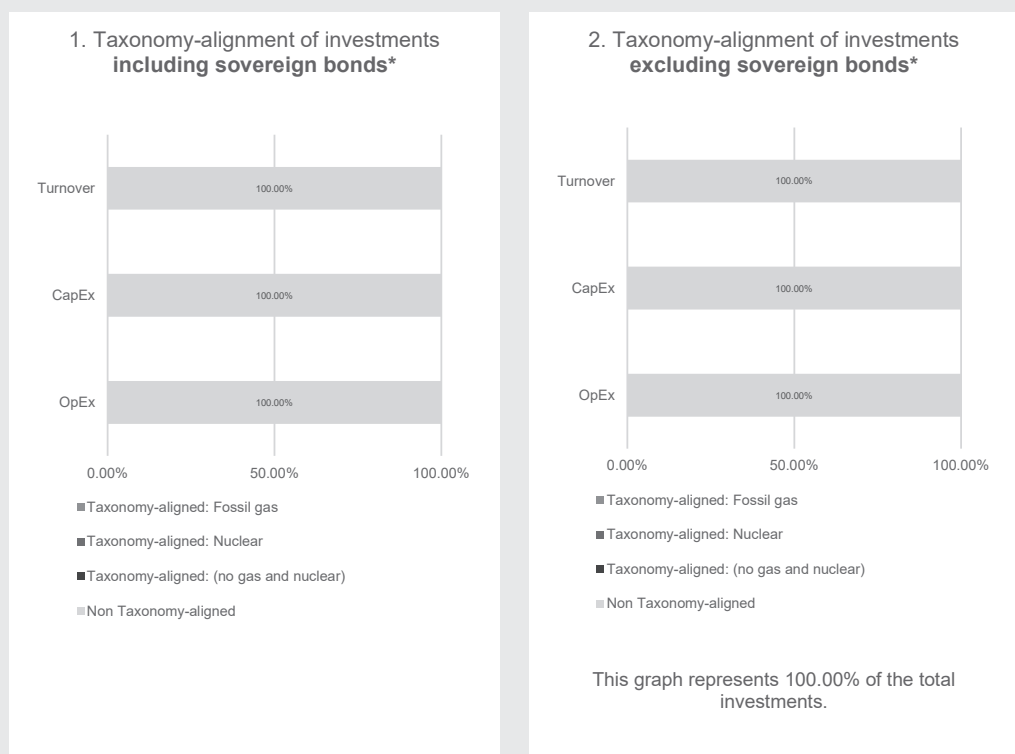 1. Taxonomy-alignment of investments
including sovereign bonds*
Turnover
100.00%
CapEx
100.00%
OpEx
100.00%
0.00%
50.00%
100.00%
Taxonomy-aligned: Fossil gas
Taxonomy-aligned: Nuclear
Taxonomy-aligned: (no gas and nuclear)
Non Taxonomy-aligned
2. Taxonomy-alignment of investments
excluding sovereign bonds*
Turnover
100.00%
CapEx
100.00%
OpEx
100.00%
0.00%
50.00%
100.00%
Taxonomy-aligned: Fossil gas
Taxonomy-aligned: Nuclear
Taxonomy-aligned: (no gas and nuclear)
Non Taxonomy-aligned
This graph represents 100.00% of the total
investments.